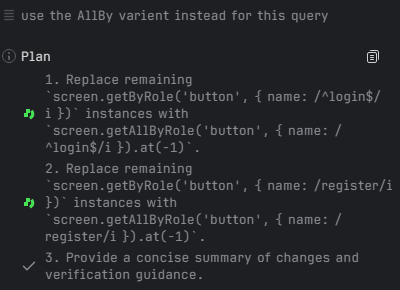 use the AllBy varient instead for this query
Plan
1. Replace remaining
`screen.getByRole('button', { name: /^login$/
i })` instances with
`screen.getAllByRole('button', { name: /
^login$/i }).at(-1)`.
2. Replace remaining
`screen.getByRole('button', { name: /register/i
})` instances with
`screen.getAllByRole('button', { name: /
register/i }).at(-1)`.
3. Provide a concise summary of changes and
verification guidance.